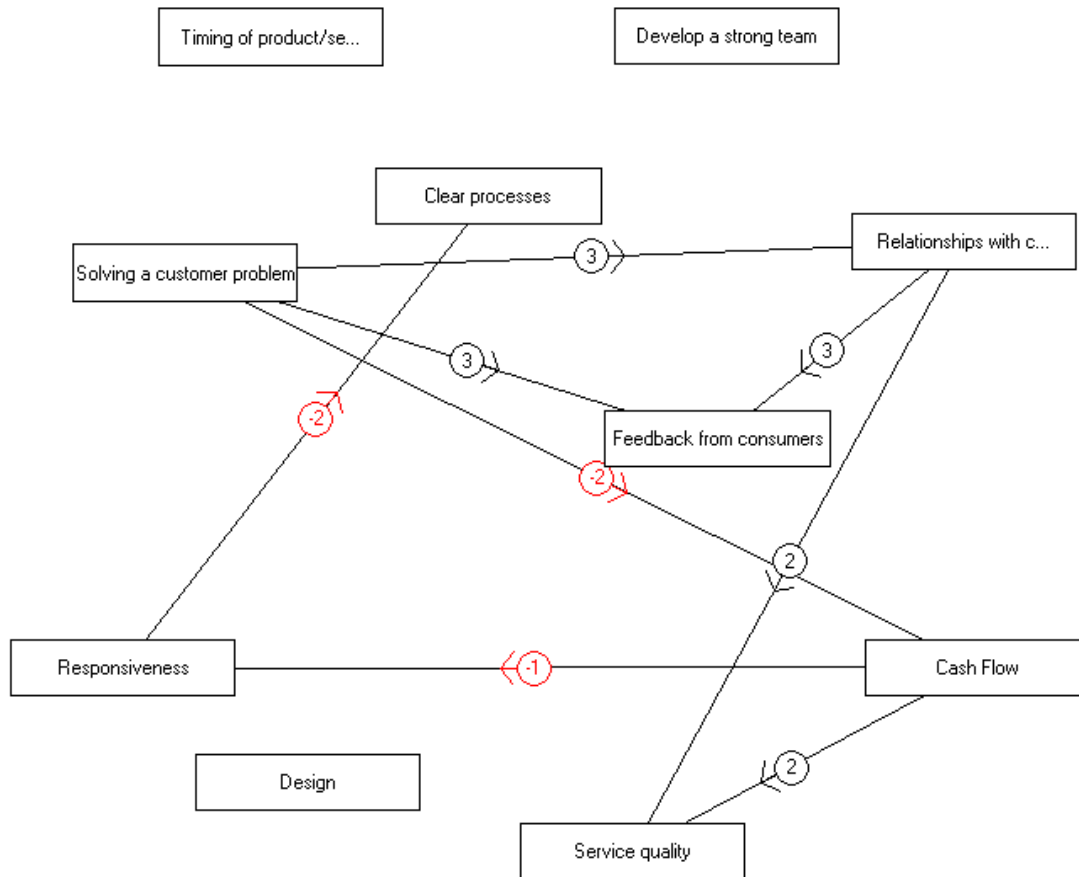 Timing of product/se...
Develop a strong team
Clear processes
Relationships with c...
3
Solving a customer problem
3
3
-2
Feedback from consumers
-2
2
Responsiveness
-1
Cash Flow
2
Design
Service quality